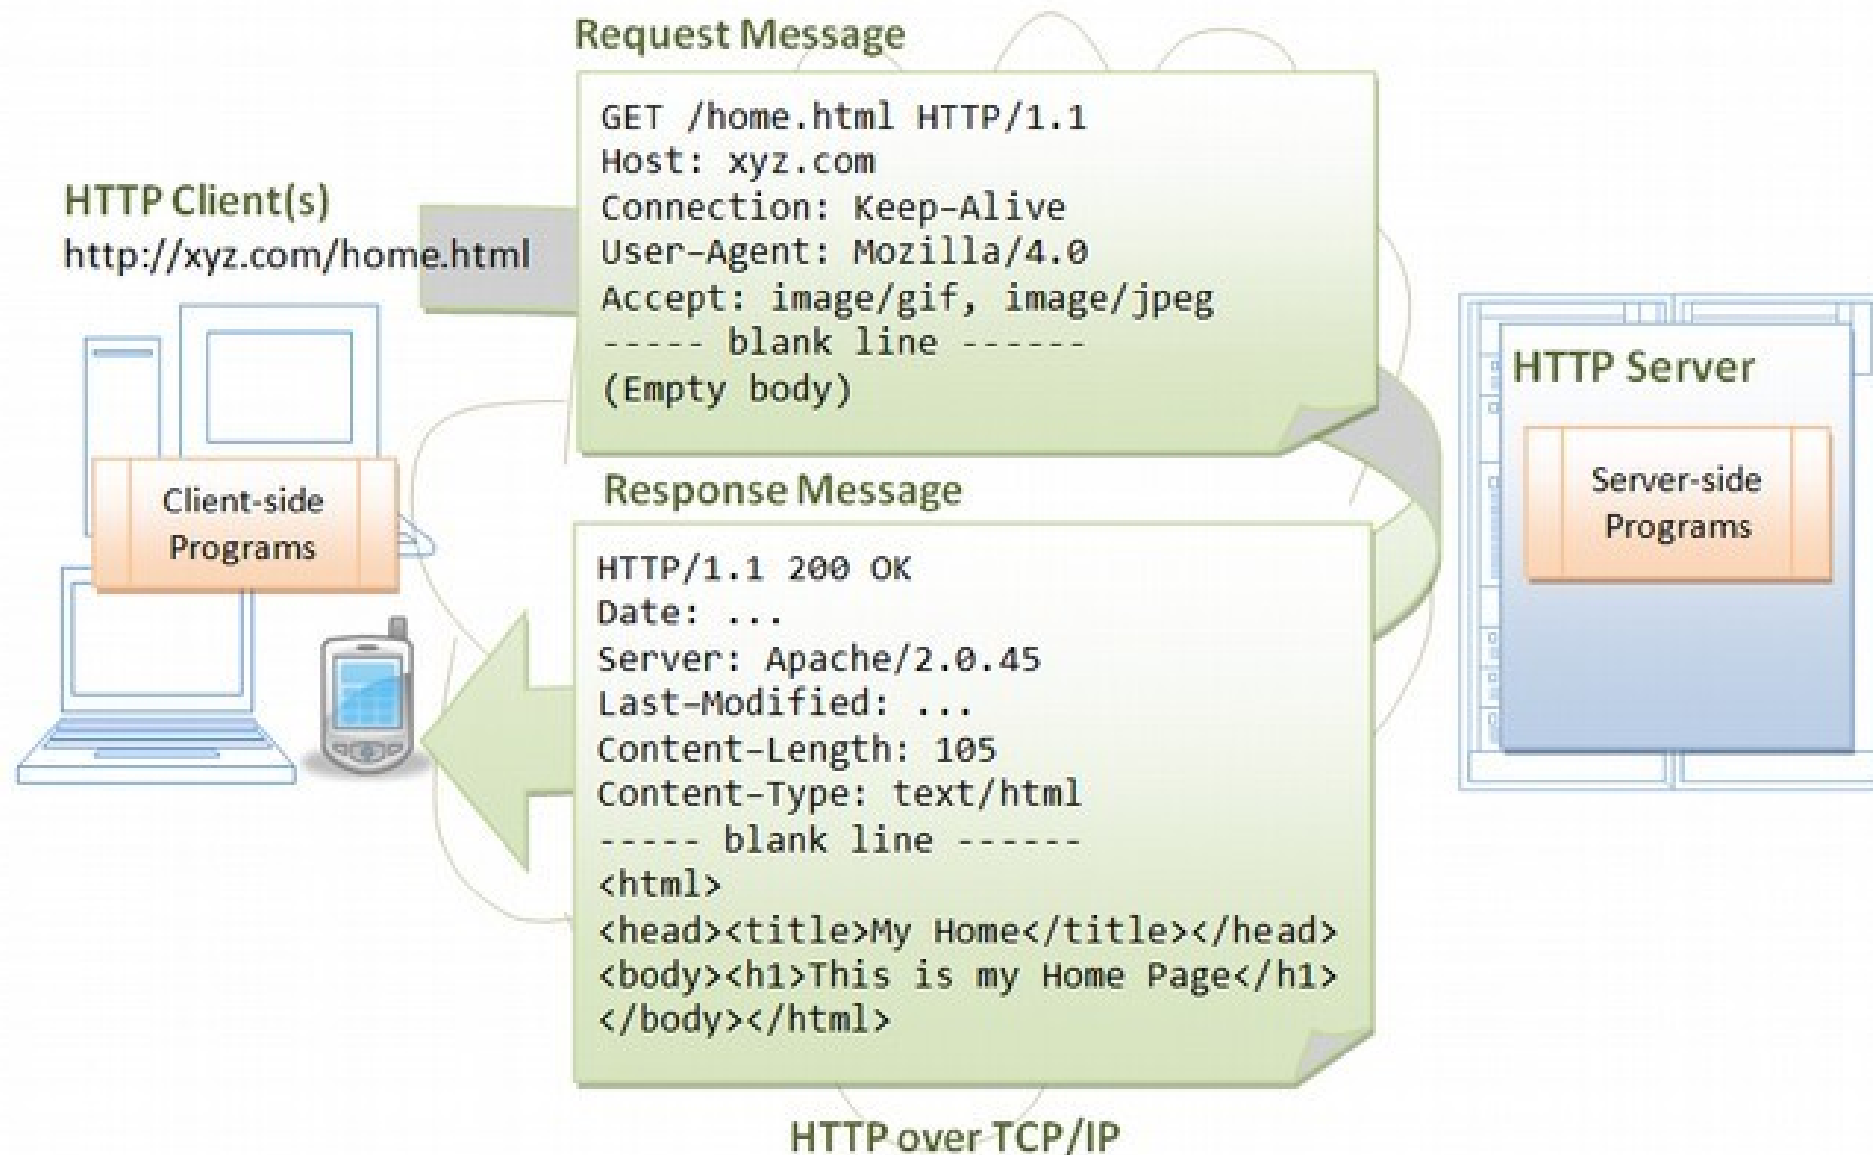 Request Message
GET /home.html HTTP/1.1
Host: xyz.com
Connection: Keep-Alive
User-Agent: Mozilla/4.0
Accept: image/gif, image/jpeg
----- blank line ------
(Empty body)
HTTP Client(s)
http://xyz.com/home.html
Client-side
Programs
HTTP Server
Server-side
Programs
Response Message
HTTP/1.1 200 OK
Date: ...
Server: Apache/2.0.45
Last-Modified: ...
Content-Length: 105
Content-Type: text/html
----- blank line ------
<html>
<head><title>My Home</title></head>
<body><h1>This is my Home Page</h1>
</body></html>
HTTP over TCP/IP